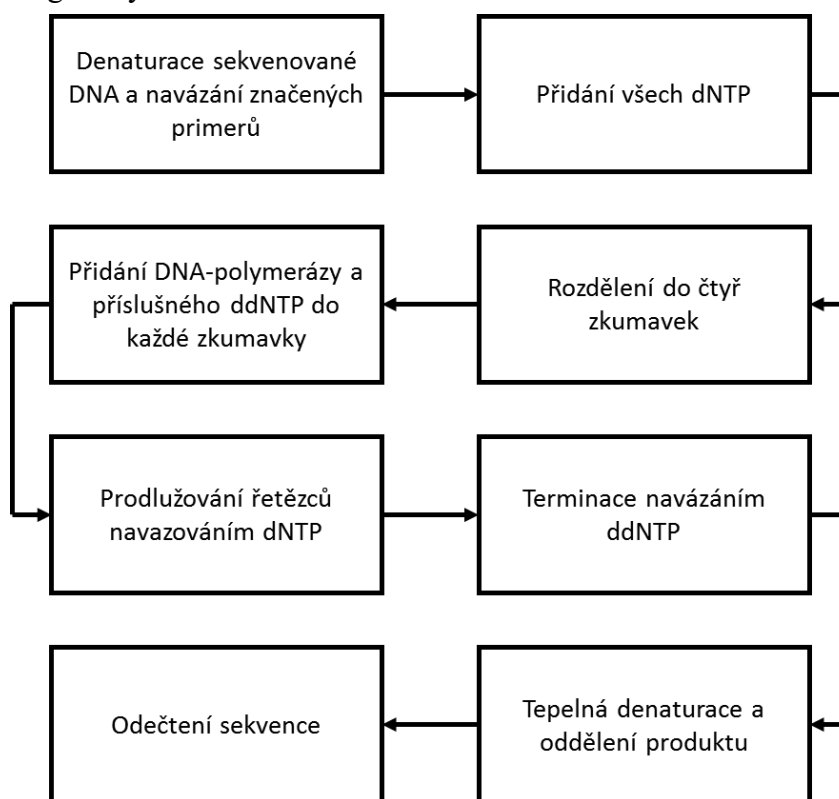 Denaturace sekvenované
DNA a navázání značených
primerů
Přidání všech dNTP
Přidání DNA-polymerázy a
příslušného ddNTP do
každé zkumavky
Rozdělení do čtyř
zkumavek
Prodlužování řetězců
navazováním dNTP
Terminace navázáním
ddNTP
Odečtení sekvence
Tepelná denaturace a
oddělení produktu